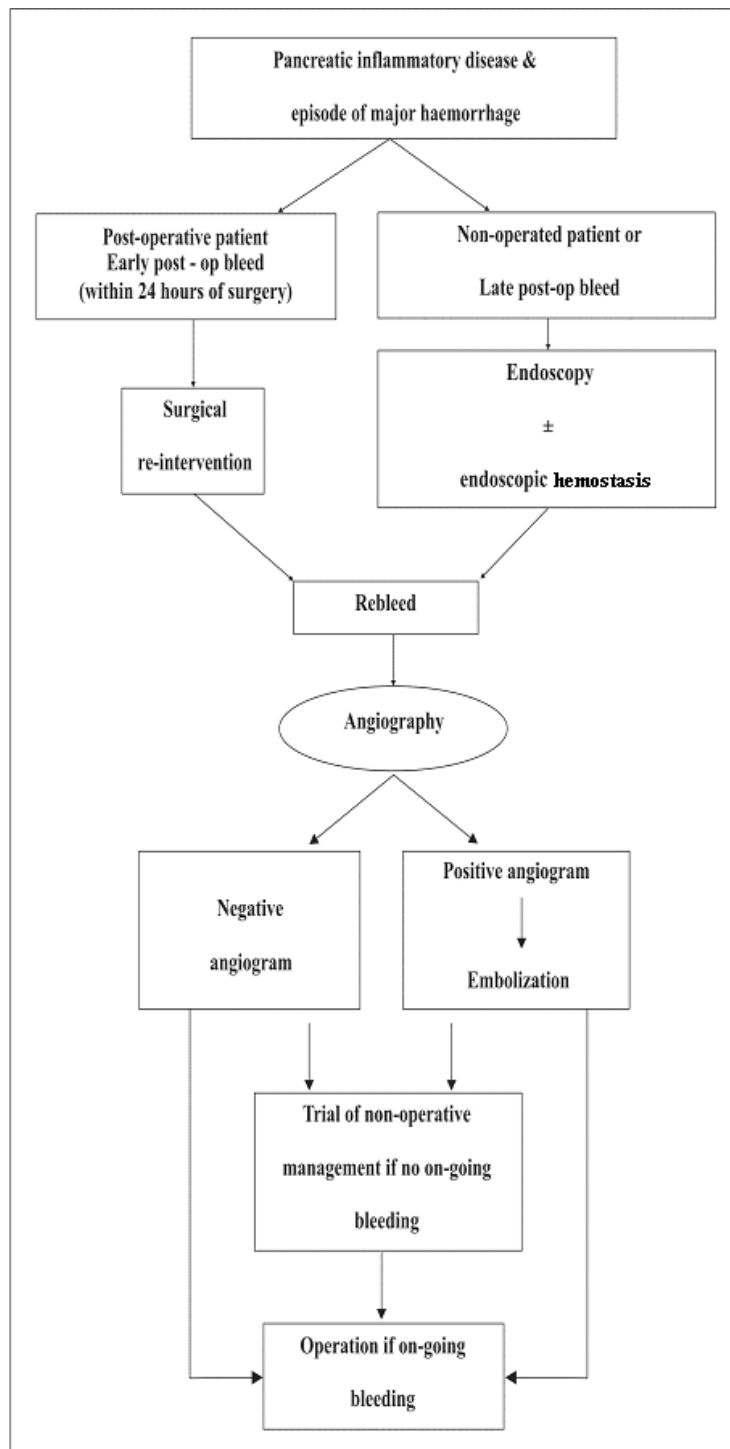 Pancreatic inflammatory disease &
episode of major haemorrhage
Post-operative patient
Early post - op bleed
(within 24 hours of surgery)
Non-operated patient or
Late post-op bleed
Surgical
re-intervention
Endoscopy
±
endoscopic hemostasis
Rebleed
Angiography
Negative
angiogram
Positive angiogram
Embolization
Trial of non-operative
management if no on-going
bleeding
Operation if on-going
bleeding